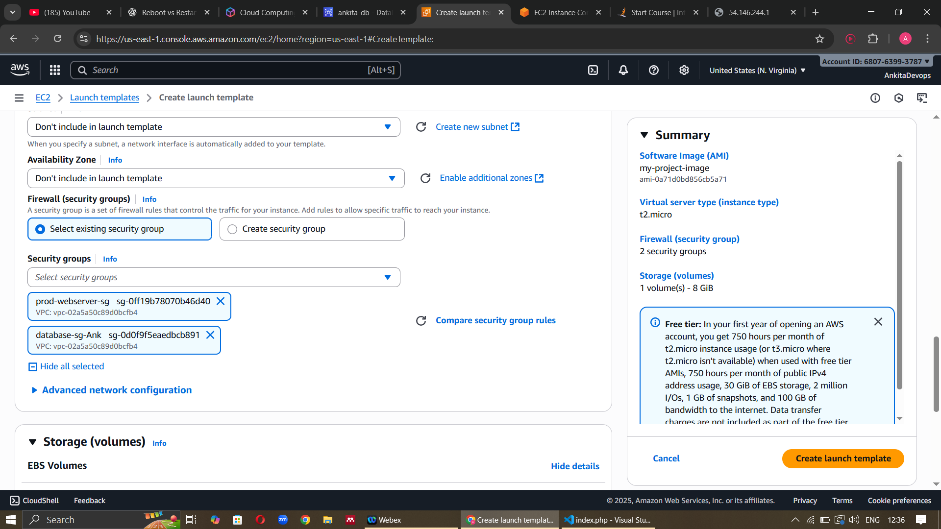 (185) YouTube
Reboot vs Resta
Cloud Computin
ankita_db - Data
Create launch te
EC2 Instance Co
Start Course | In
54.146.244.1
https://us-east-1.console.aws.amazon.com/ec2/home?region=us-east-1#CreateTemplate:
A
aws
Search [Alt+S]
United States (N. Virginia)
Account ID: 6807-6399-3787
AnkitaDevops
EC2 > Launch templates > Create launch template
Don't include in launch template
Create new subnet
When you specify a subnet, a network interface is automatically added to your template.
Availability Zone | Info
Don't include in launch template
Enable additional zones
Firewall (security groups) | Info
A security group is a set of firewall rules that control the traffic for your instance. Add rules to allow specific traffic to reach your instance.
Select existing security group
Create security group
Security groups | Info
Select security groups
prod-webserver-sg sg-0ff19b78070b46d40
VPC: vpc-02a5a50c89d0bcfb4
database-sg-Ank sg-0d0f9f5eaedbcb891
VPC: vpc-02a5a50c89d0bcfb4
Compare security group rules
Hide all selected
Advanced network configuration
Storage (volumes) Info
EBS Volumes
Hide details
Summary
Software Image (AMI)
my-project-image
ami-0a71d0bd856cb5a71
Virtual server type (instance type)
t2.micro
Firewall (security group)
2 security groups
Storage (volumes)
1 volume(s) - 8 GiB
Free tier: In your first year of opening an AWS
account, you get 750 hours per month of
t2.micro instance usage (or t3.micro where
t2.micro isn't available) when used with free tier
AMIs, 750 hours per month of public IPv4
address usage, 30 GiB of EBS storage, 2 million
I/Os, 1 GB of snapshots, and 100 GB of
bandwidth to the internet. Data transfer
charges are not included as part of the free tier
Cancel
Create launch template
CloudShell
Feedback
© 2025, Amazon Web Services, Inc. or its affiliates.
Privacy
Terms
Cookie preferences
Search
Webex
Create launch templat...
index.php - Visual Stu...
ENG
12:36